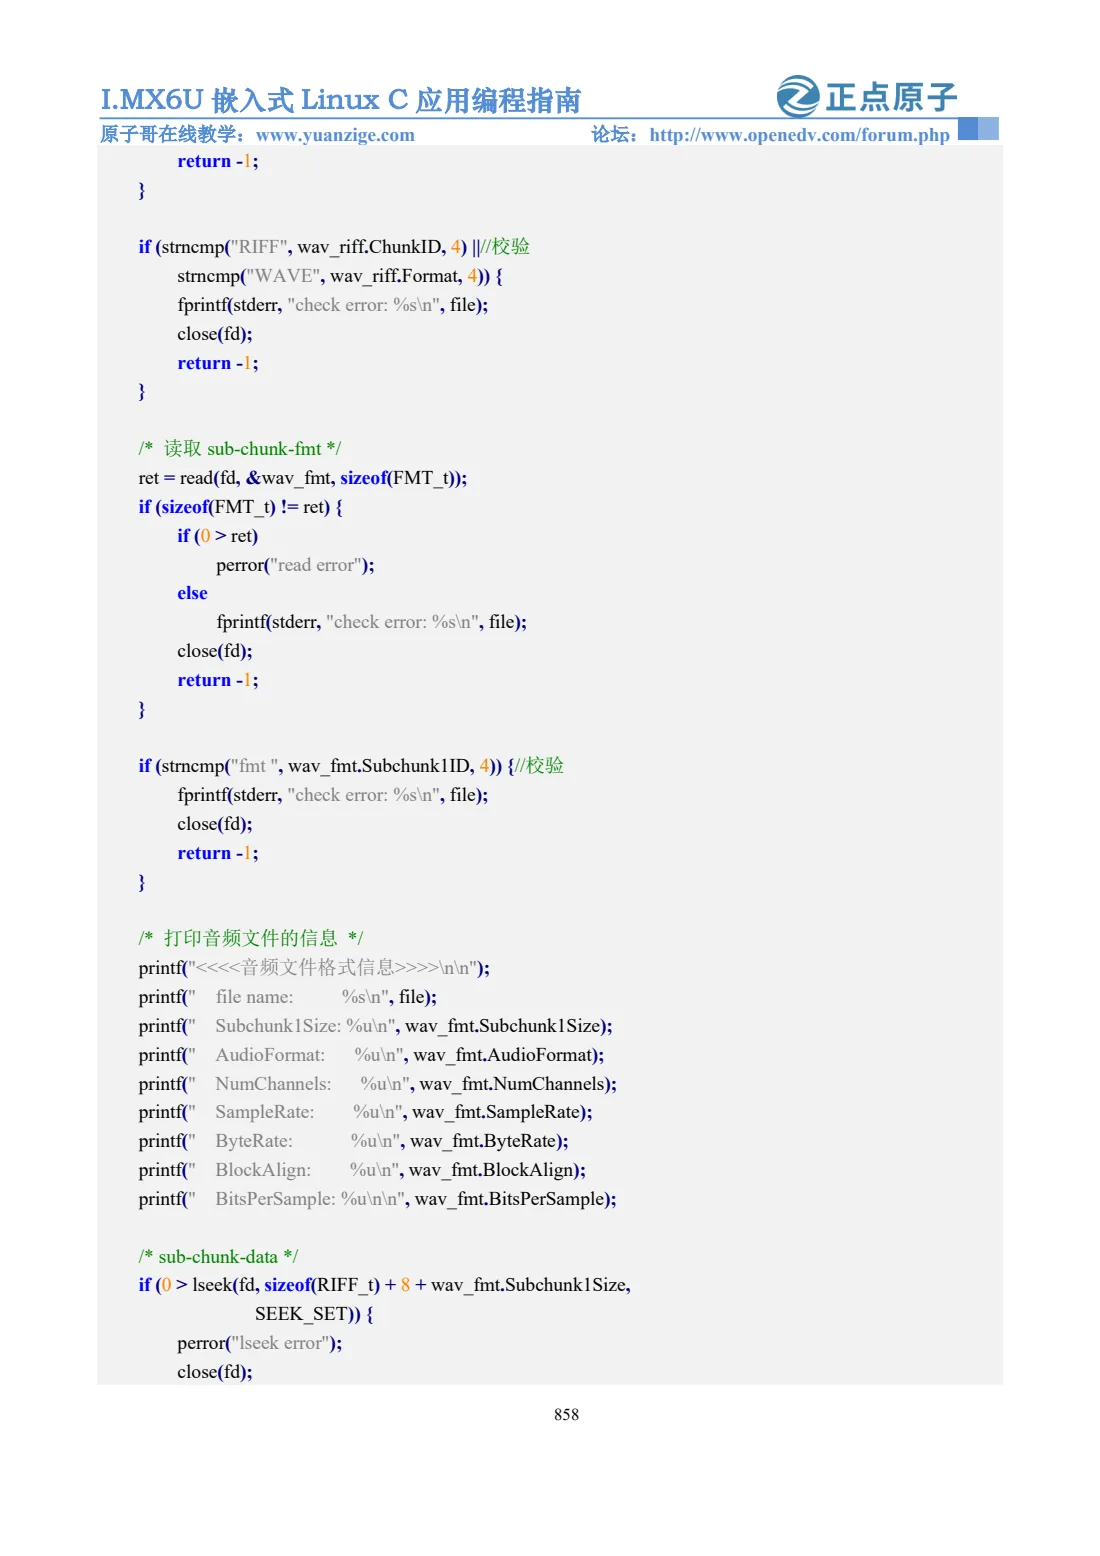 I.MX6U 嵌入式 Linux C 应用编程指南
正点原子
原子哥在线教学：www.yuanzige.com 论坛：http://www.openedv.com/forum.php
return -1;
}
if (strncmp("RIFF", wav_riff.ChunkID, 4) ||//校验
strncmp("WAVE", wav_riff.Format, 4)) {
fprintf(stderr, "check error: %s\n", file);
close(fd);
return -1;
}
/* 读取 sub-chunk-fmt */
ret = read(fd, &wav_fmt, sizeof(FMT_t));
if (sizeof(FMT_t) != ret) {
if (0 > ret)
perror("read error");
else
fprintf(stderr, "check error: %s\n", file);
close(fd);
return -1;
}
if (strncmp("fmt ", wav_fmt.Subchunk1ID, 4)) {//校验
fprintf(stderr, "check error: %s\n", file);
close(fd);
return -1;
}
/* 打印音频文件的信息 */
printf("<<<<音频文件格式信息>>>>\n\n");
printf("    file name:          %s\n", file);
printf("    Subchunk1Size: %u\n", wav_fmt.Subchunk1Size);
printf("    AudioFormat:      %u\n", wav_fmt.AudioFormat);
printf("    NumChannels:      %u\n", wav_fmt.NumChannels);
printf("    SampleRate:        %u\n", wav_fmt.SampleRate);
printf("    ByteRate:            %u\n", wav_fmt.ByteRate);
printf("    BlockAlign:        %u\n", wav_fmt.BlockAlign);
printf("    BitsPerSample: %u\n\n", wav_fmt.BitsPerSample);
/* sub-chunk-data */
if (0 > lseek(fd, sizeof(RIFF_t) + 8 + wav_fmt.Subchunk1Size,
SEEK_SET)) {
perror("lseek error");
close(fd);
858